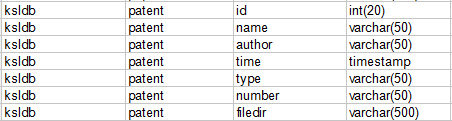 ksldb patent id int(20)
ksldb patent name varchar(50)
ksldb patent author varchar(50)
ksldb patent time timestamp
ksldb patent type varchar(50)
ksldb patent number varchar(50)
ksldb patent filedir varchar(500)